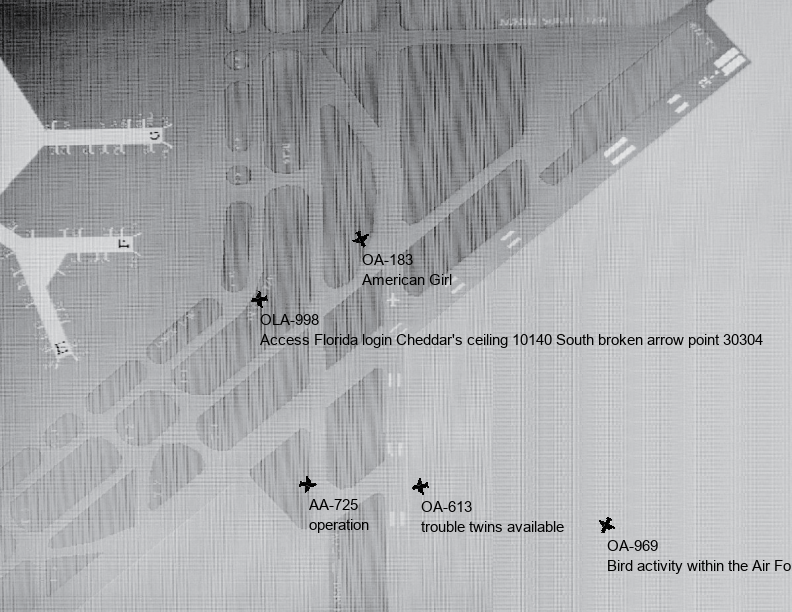 G
F
E
OA-183
American Girl
OLA-998
Access Florida login Cheddar's ceiling 10140 South broken arrow point 30304
AA-725
operation
OA-613
trouble twins available
OA-969
Bird activity within the Air Fo